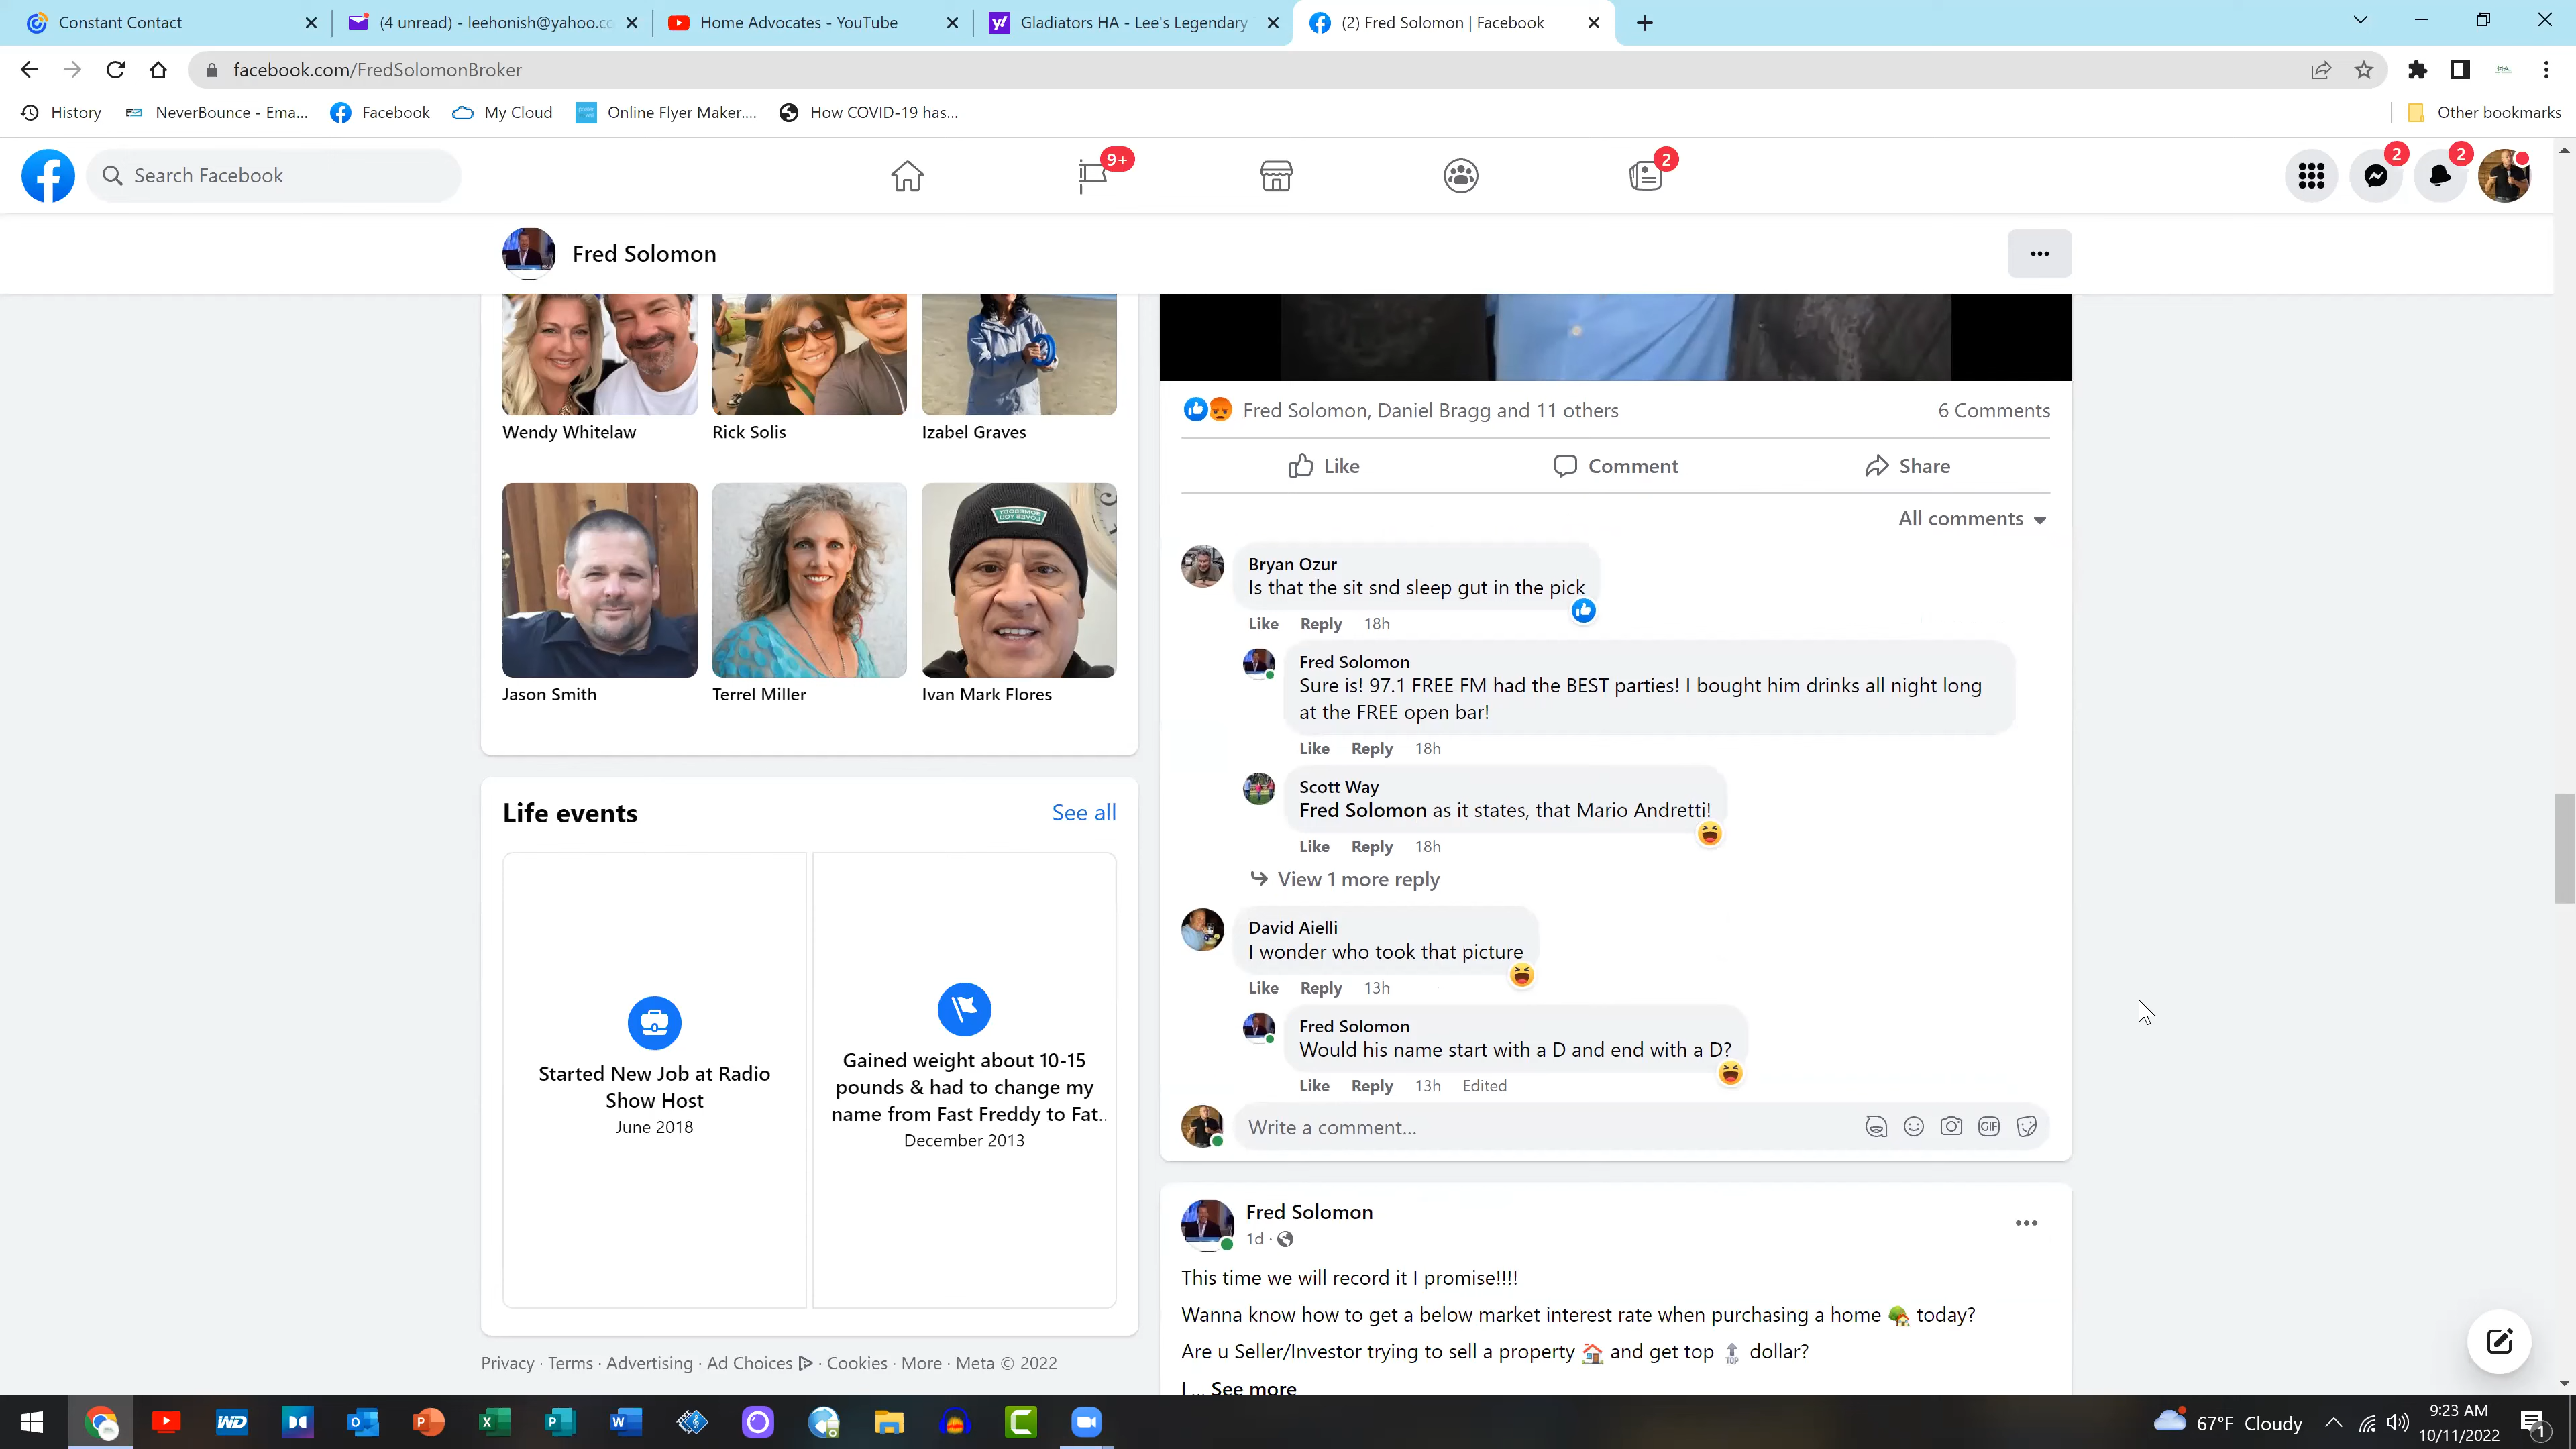 Constant Contact
(4 unread) - leehonish@yahoo.co
Home Advocates - YouTube
Gladiators HA - Lee's Legendary
(2) Fred Solomon | Facebook
facebook.com/FredSolomonBroker
History
NeverBounce - Ema...
Facebook
My Cloud
Online Flyer Maker....
How COVID-19 has...
Other bookmarks
Search Facebook
9+
2
2
2
Fred Solomon
Wendy Whitelaw
Rick Solis
Izabel Graves
Jason Smith
Terrel Miller
Ivan Mark Flores
Life events
See all
Started New Job at Radio
Show Host
June 2018
Gained weight about 10-15
pounds & had to change my
name from Fast Freddy to Fat..
December 2013
Privacy · Terms · Advertising · Ad Choices · Cookies · More · Meta © 2022
Fred Solomon, Daniel Bragg and 11 others
6 Comments
Like
Comment
Share
All comments
Bryan Ozur
Is that the sit snd sleep gut in the pick
Like Reply 18h
Fred Solomon
Sure is! 97.1 FREE FM had the BEST parties! I bought him drinks all night long
at the FREE open bar!
Like Reply 18h
Scott Way
Fred Solomon as it states, that Mario Andretti!
Like Reply 18h
View 1 more reply
David Aielli
I wonder who took that picture
Like Reply 13h
Fred Solomon
Would his name start with a D and end with a D?
Like Reply 13h Edited
Write a comment...
GIF
Fred Solomon
1d ·
This time we will record it I promise!!!!
Wanna know how to get a below market interest rate when purchasing a home 🏡 today?
Are u Seller/Investor trying to sell a property 🏠 and get top 🔝 dollar?
L... See more
67°F Cloudy
9:23 AM
10/11/2022
1